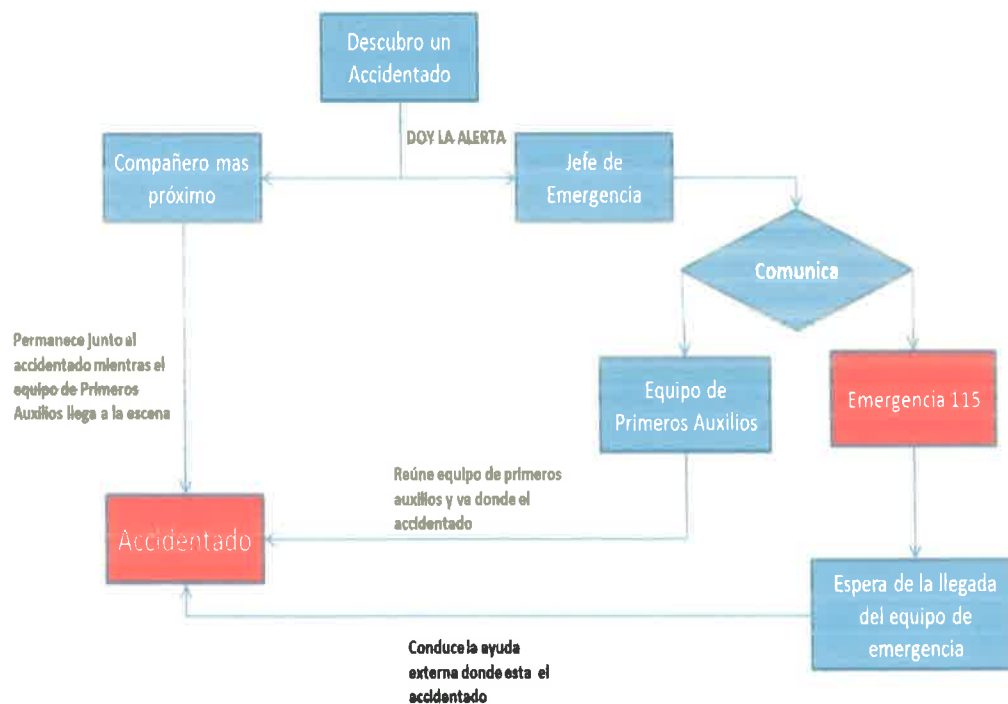 Descubro un
Accidentado
DOY LA ALERTA
Compañero mas
próximo
Jefe de
Emergencia
Comunica
Permanece junto al
accidentado mientras el
equipo de Primeros
Auxilios llega a la escena
Equipo de
Primeros Auxilios
Emergencia 115
Reúne equipo de primeros
auxilios y va donde el
accidentado
Accidentado
Espera de la llegada
del equipo de
emergencia
Conduce la ayuda
externa donde esta el
accidentado